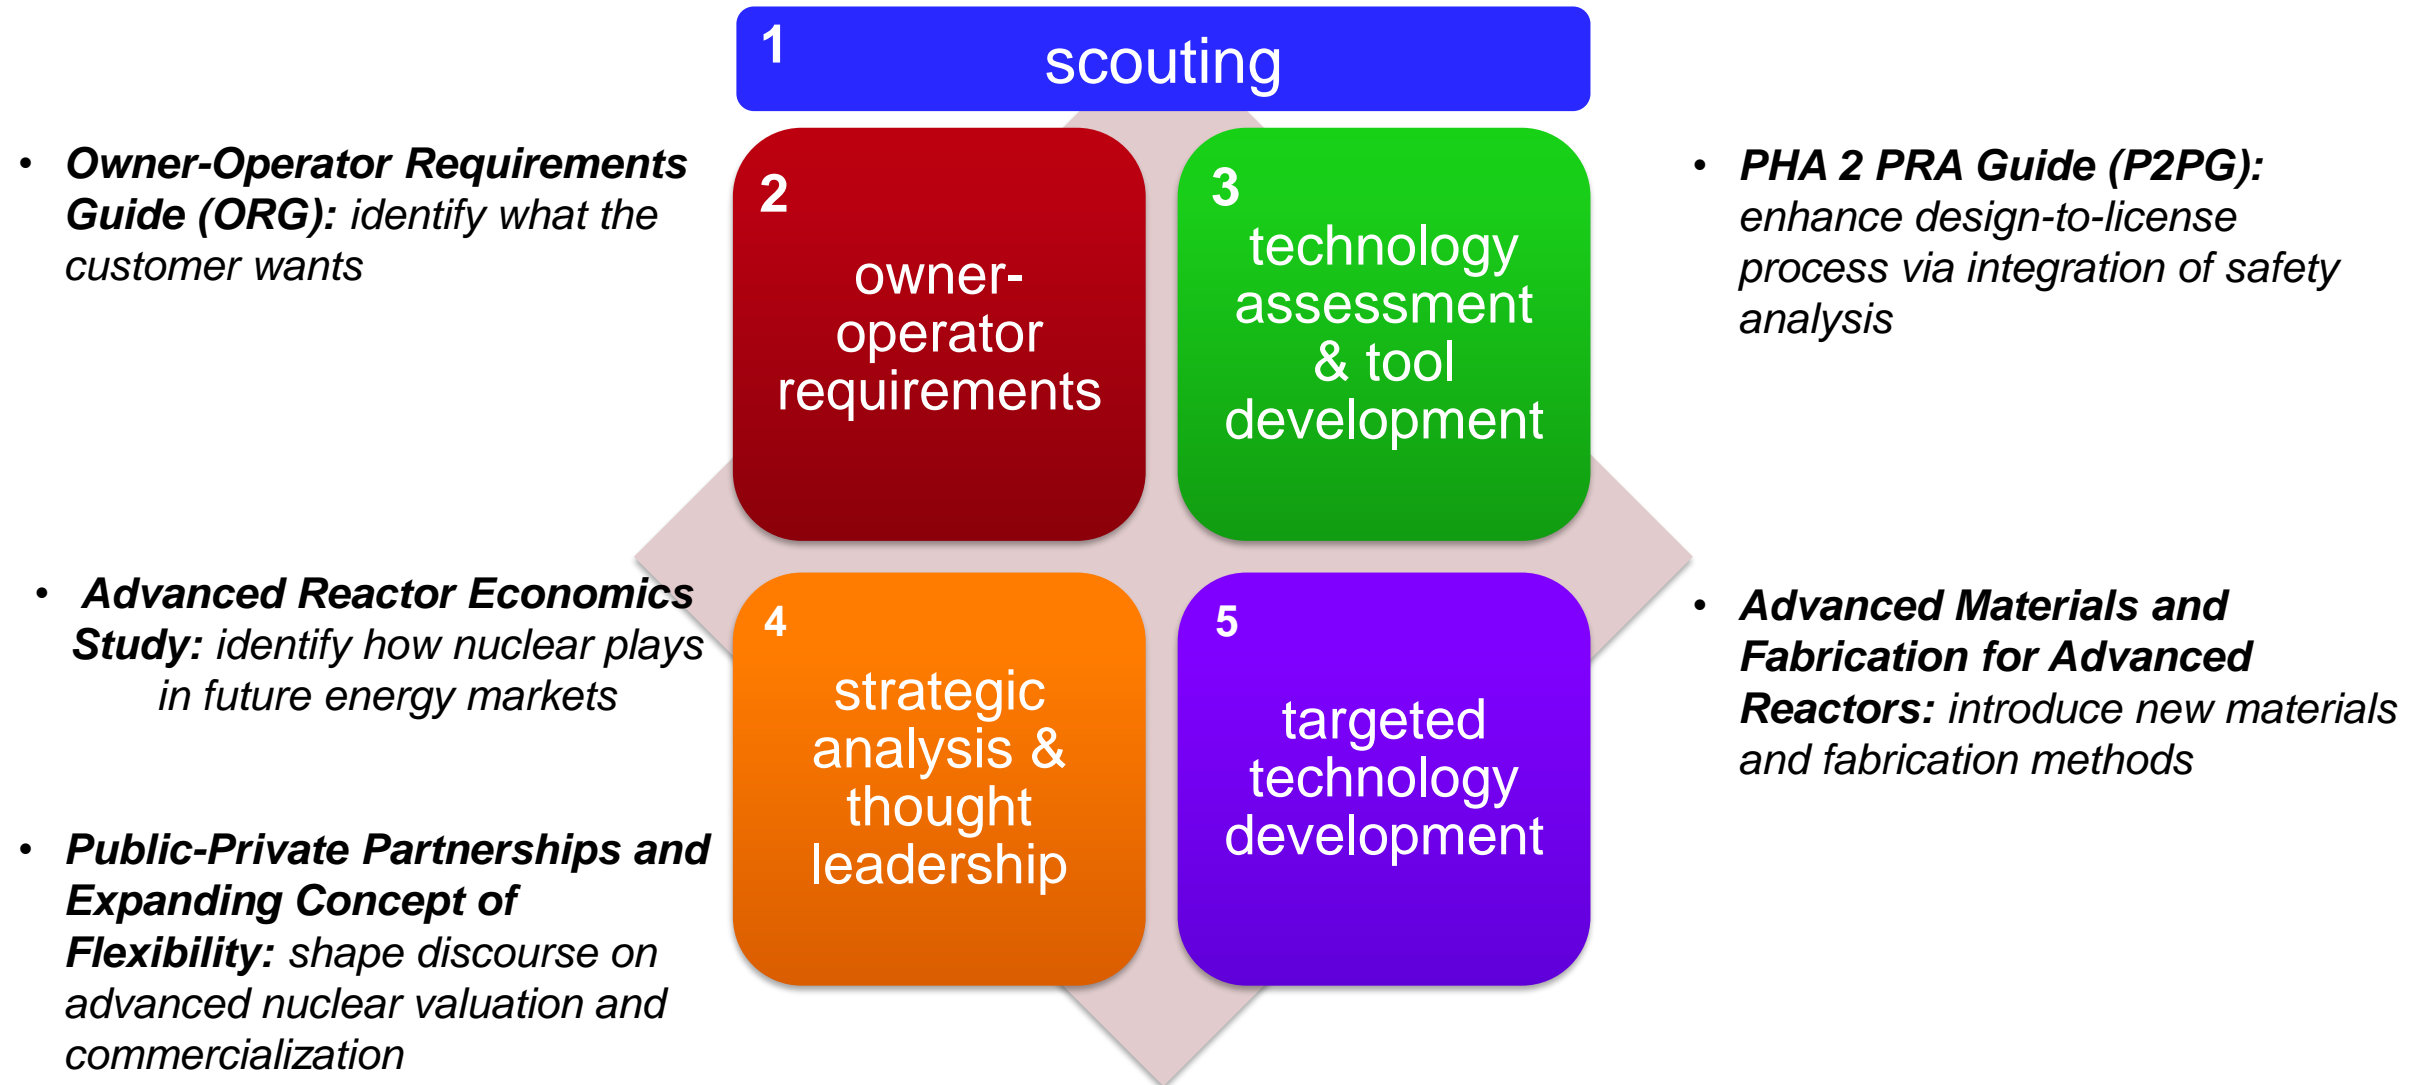 1
scouting
• Owner-Operator Requirements
Guide (ORG): identify what the
customer wants
2
owner-
operator
requirements
3
technology
assessment
& tool
development
• PHA 2 PRA Guide (P2PG):
enhance design-to-license
process via integration of safety
analysis
• Advanced Reactor Economics
Study: identify how nuclear plays
in future energy markets
• Public-Private Partnerships and
Expanding Concept of
Flexibility: shape discourse on
advanced nuclear valuation and
commercialization
4
strategic
analysis &
thought
leadership
5
targeted
technology
development
• Advanced Materials and
Fabrication for Advanced
Reactors: introduce new materials
and fabrication methods